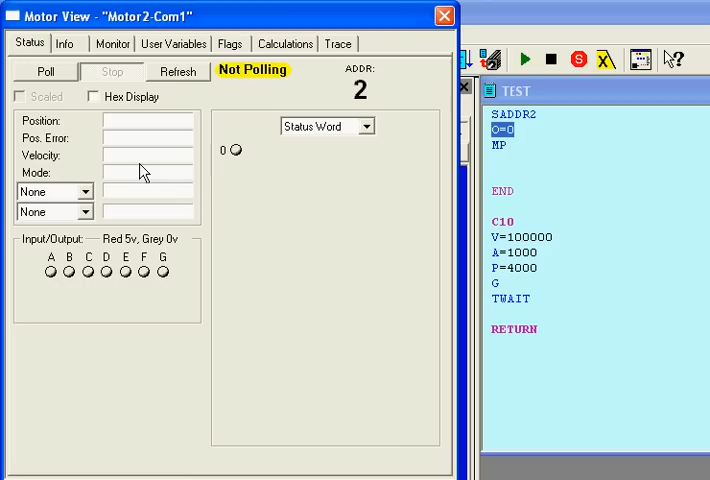 Motor View - "Motor2-Com1"
Status Info Monitor User Variables Flags Calculations Trace
Poll Stop Refresh Not Polling ADDR:
2
Scaled Hex Display
Position:
Pos. Error:
Velocity:
Mode:
None
None
Status Word
0
Input/Output: Red 5v, Grey 0v
A B C D E F G
TEST
SADDR2
O=0
MP
END
C10
V=100000
A=1000
P=4000
G
TWAIT
RETURN